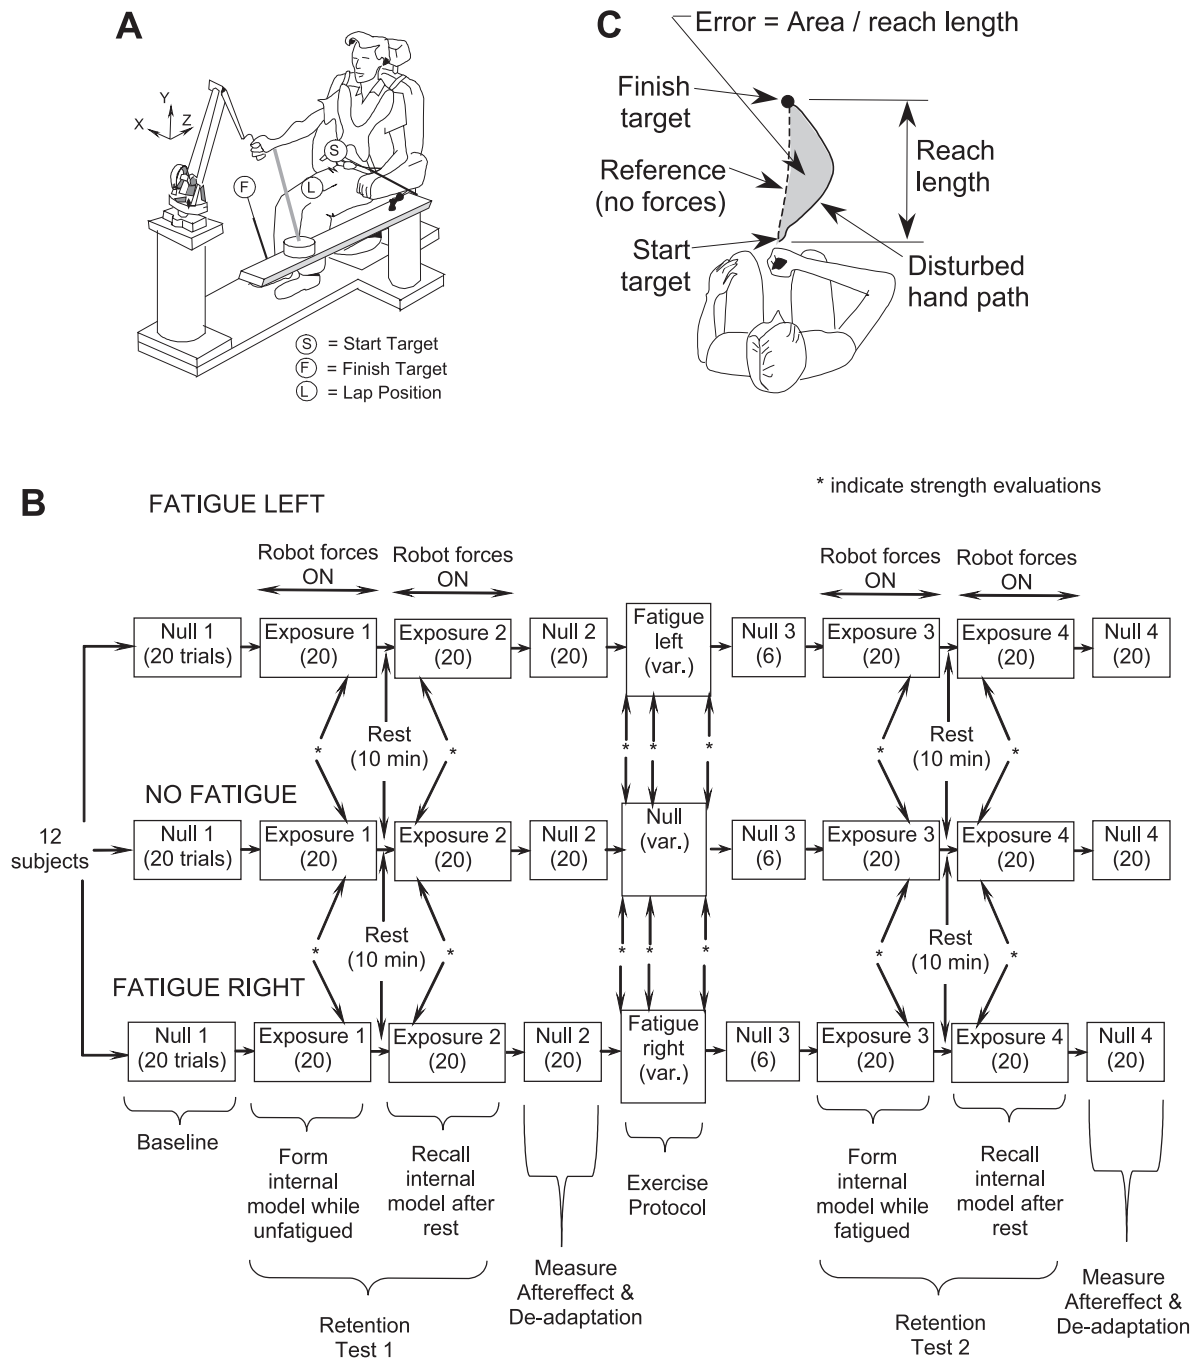 A
Y
X
Z
S
F
L
S = Start Target
F = Finish Target
L = Lap Position
C
Error = Area / reach length
Finish
target
Reference
(no forces)
Start
target
Reach
length
Disturbed
hand path
B
FATIGUE LEFT
* indicate strength evaluations
Robot forces
ON
Robot forces
ON
Robot forces
ON
Robot forces
ON
Null 1
(20 trials)
Exposure 1
(20)
Exposure 2
(20)
Null 2
(20)
Fatigue
left
(var.)
Null 3
(6)
Exposure 3
(20)
Exposure 4
(20)
Null 4
(20)
*
Rest
(10 min)
*
*
*
*
*
Rest
(10 min)
*
12
subjects
NO FATIGUE
Null 1
(20 trials)
Exposure 1
(20)
Exposure 2
(20)
Null 2
(20)
Null
(var.)
Null 3
(6)
Exposure 3
(20)
Exposure 4
(20)
Null 4
(20)
*
Rest
(10 min)
*
*
*
*
*
Rest
(10 min)
*
FATIGUE RIGHT
Null 1
(20 trials)
Exposure 1
(20)
Exposure 2
(20)
Null 2
(20)
Fatigue
right
(var.)
Null 3
(6)
Exposure 3
(20)
Exposure 4
(20)
Null 4
(20)
Baseline
Form
internal
model while
unfatigued
Recall
internal
model after
rest
Measure
Aftereffect &
De-adaptation
Exercise
Protocol
Form
internal
model while
fatigued
Recall
internal
model after
rest
Measure
Aftereffect &
De-adaptation
Retention
Test 1
Retention
Test 2